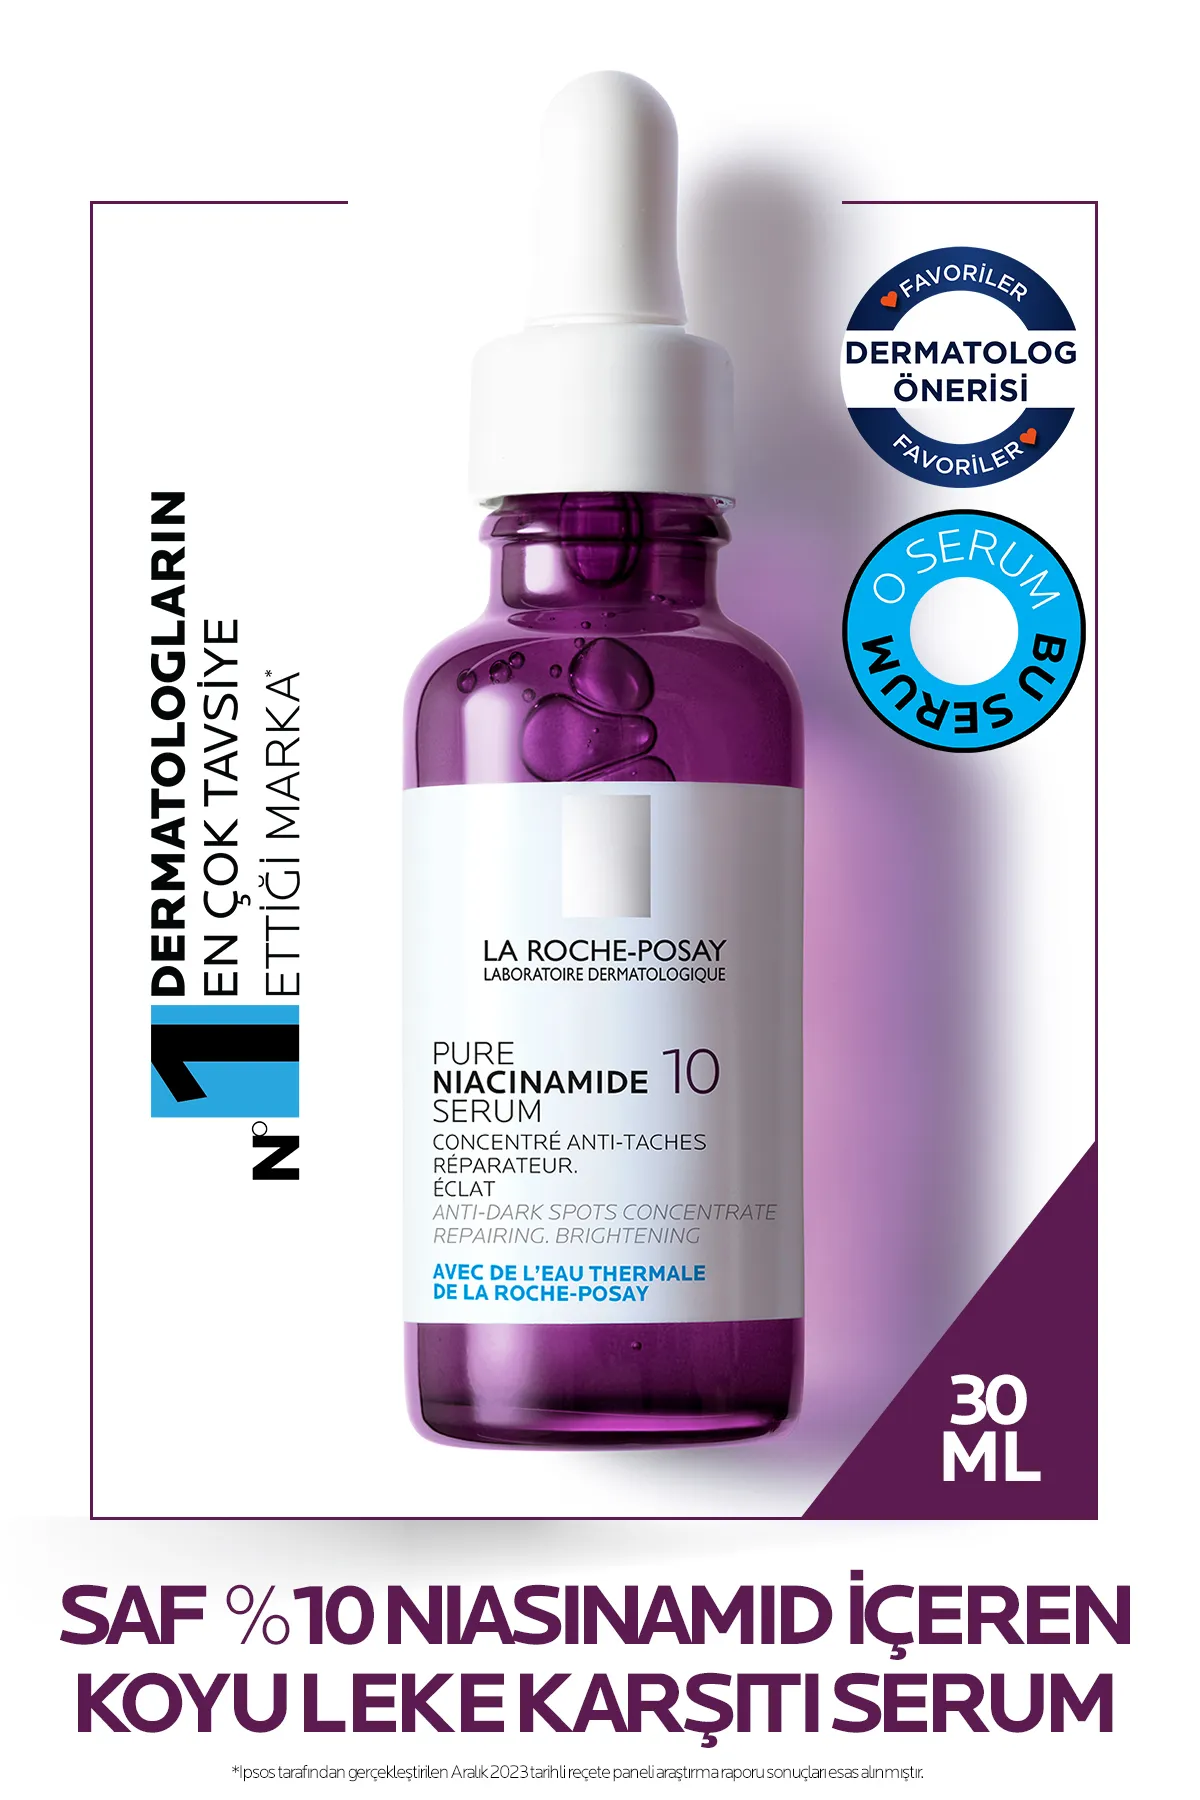 FAVORİLER
DERMATOLOG
ÖNERİSİ
FAVORİLER
O SERUM
BU SERUM
N° 1
DERMATOLOGLARIN
EN ÇOK TAVSİYE
ETTİĞİ MARKA*
LA ROCHE-POSAY
LABORATOIRE DERMATOLOGIQUE
PURE
NIACINAMIDE 10
SERUM
CONCENTRÉ ANTI-TACHES
RÉPARATEUR.
ÉCLAT
ANTI-DARK SPOTS CONCENTRATE
REPAIRING. BRIGHTENING
AVEC DE L'EAU THERMALE
DE LA ROCHE-POSAY
30
ML
SAF %10 NIASINAMID İÇEREN
KOYU LEKE KARŞITI SERUM
*Ipsos tarafından gerçekleştirilen Aralık 2023 tarihli reçete paneli araştırma raporu sonuçları esas alınmıştır.